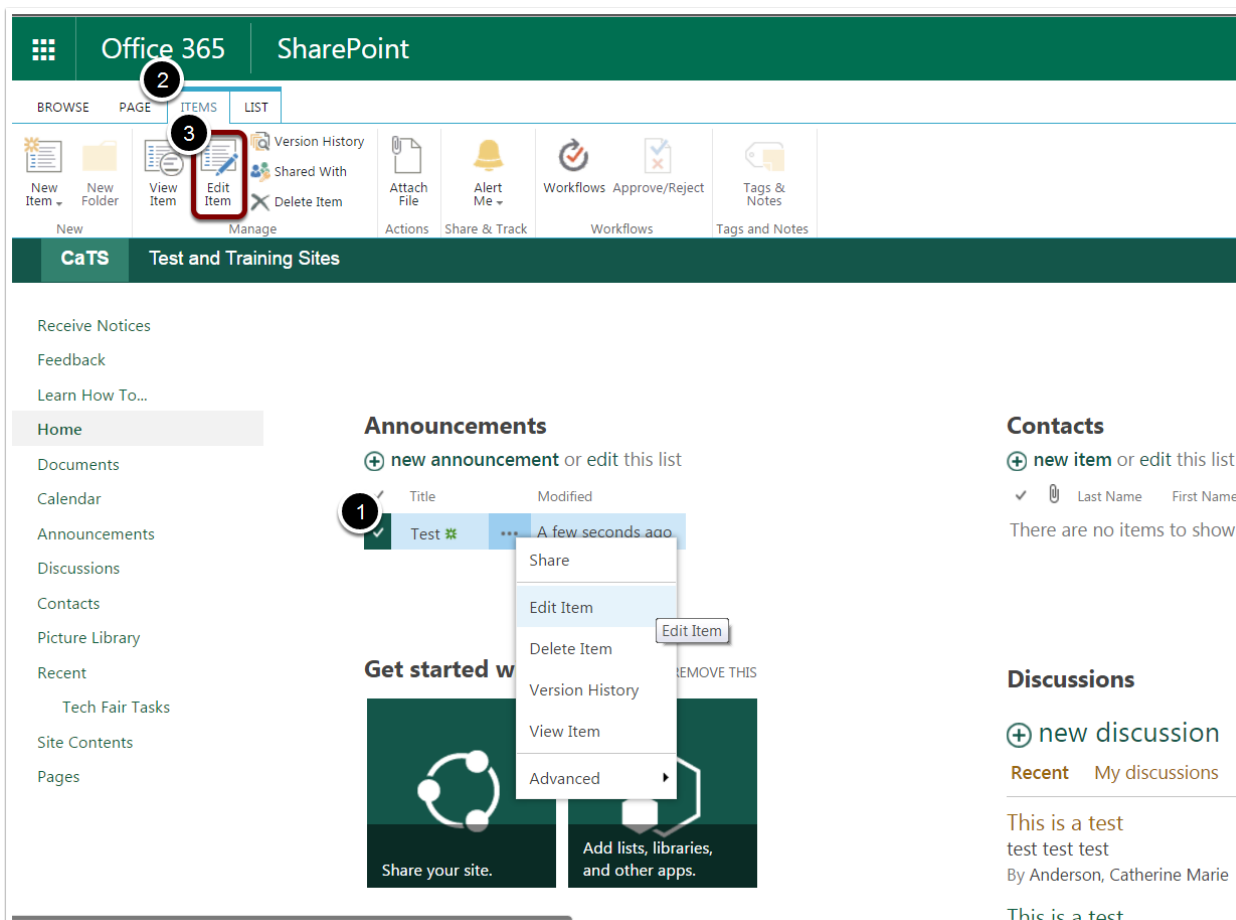 Office 365 SharePoint
2
BROWSE PAGE ITEMS LIST
3
New Item
New Folder
View Item
Edit Item
Version History
Shared With
Delete Item
Attach File
Alert Me
Workflows
Approve/Reject
Tags & Notes
New
Manage
Actions
Share & Track
Workflows
Tags and Notes
CaTS Test and Training Sites
Receive Notices
Feedback
Learn How To...
Home
Documents
Calendar
Announcements
Discussions
Contacts
Picture Library
Recent
Tech Fair Tasks
Site Contents
Pages
Announcements
new announcement or edit this list
Title Modified
1
Test ... A few seconds ago
Share
Edit Item
Edit Item
Delete Item
Version History
View Item
Advanced
Get started w
REMOVE THIS
Share your site.
Add lists, libraries,
and other apps.
Contacts
new item or edit this list
Last Name First Name
There are no items to show
Discussions
new discussion
Recent My discussions
This is a test
test test test
By Anderson, Catherine Marie
This is a test